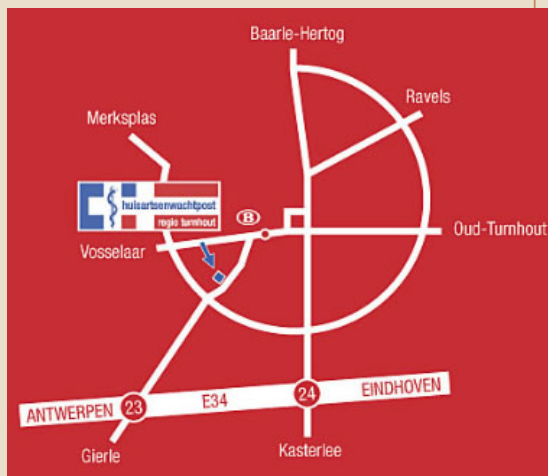 Baarle-Hertog
Ravels
Merksplas
huisartsenwachtpost
regio turnhout
B
Oud-Turnhout
Vosselaar
ANTWERPEN 23 E34 24 EINDHOVEN
Gierle
Kasterlee